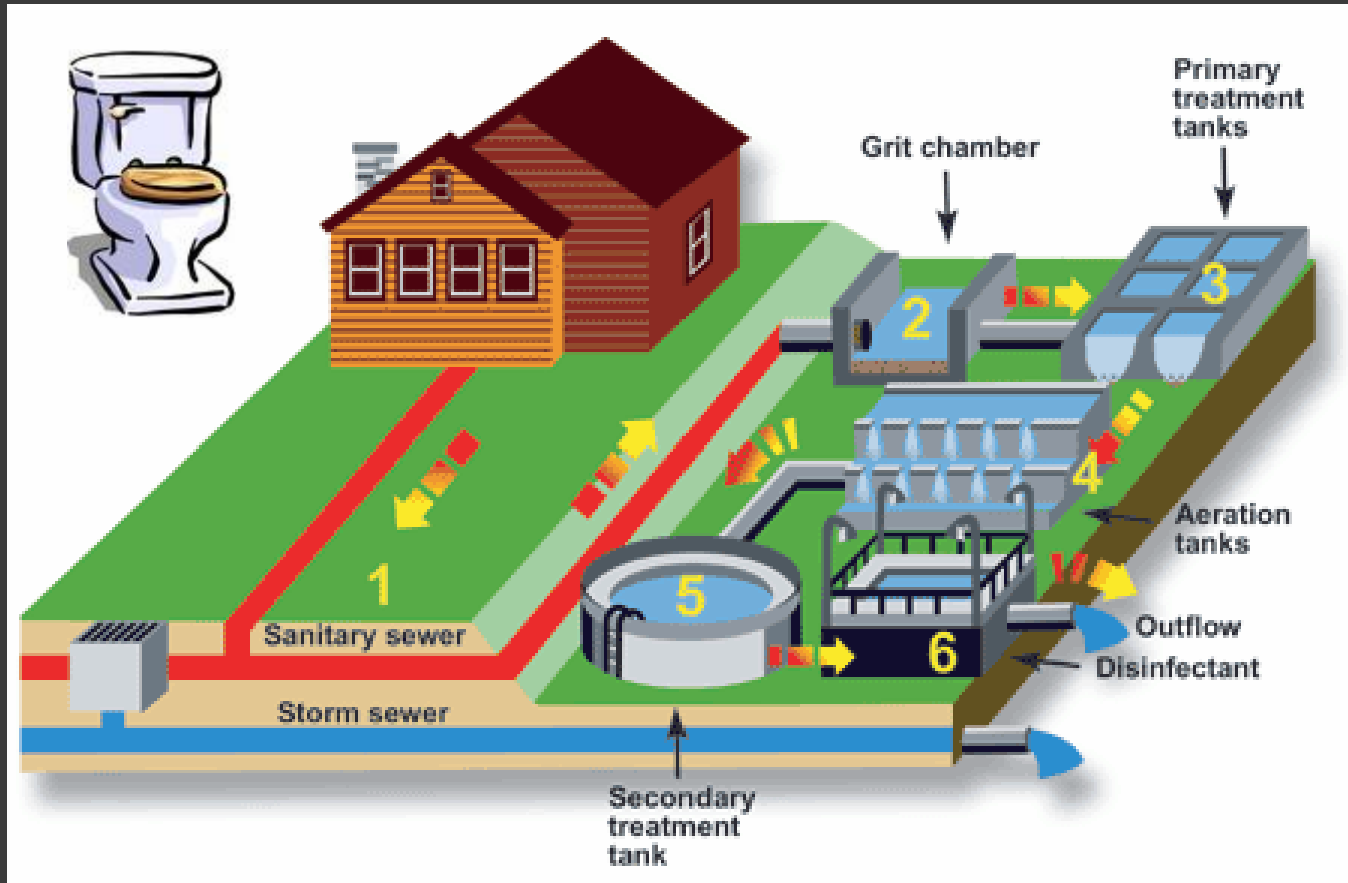 Primary
treatment
tanks
Grit chamber
2
3
4
Aeration
tanks
1
5
6
Outflow
Disinfectant
Sanitary sewer
Storm sewer
Secondary
treatment
tank